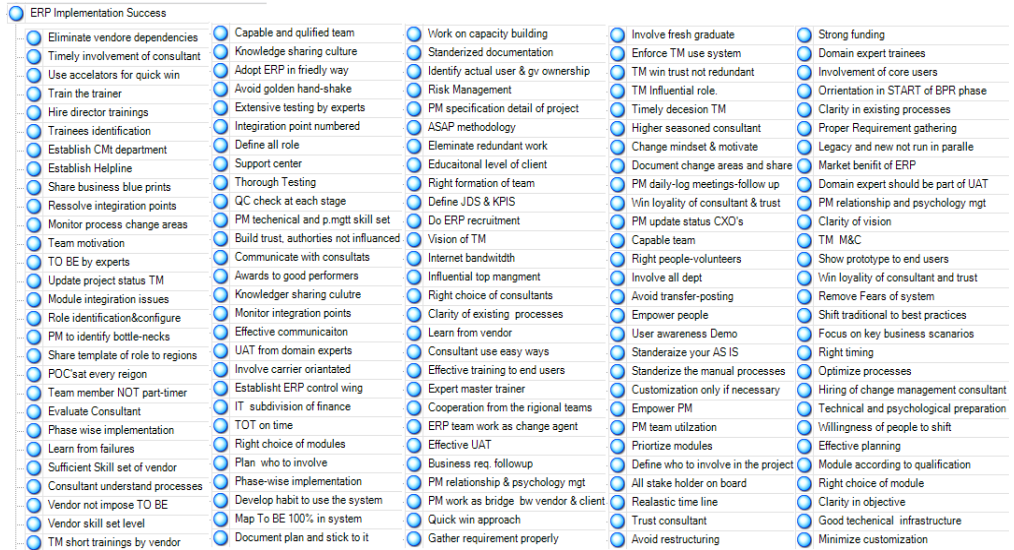 ERP Implementation Success
Eliminate vendore dependencies
Timely involvement of consultant
Use accelators for quick win
Train the trainer
Hire director trainings
Trainees identification
Establish CMt department
Establish Helpline
Share business blue prints
Ressolve integiration points
Monitor process change areas
Team motivation
TO BE by experts
Update project status TM
Module integiration issues
Role identification&configure
PM to identify bottle-necks
Share template of role to regions
POC'sat every reigon
Team member NOT part-timer
Evaluate Consultant
Phase wise implementation
Learn from failures
Sufficient Skill set of vendor
Consultant understand processes
Vendor not impose TO BE
Vendor skill set level
TM short trainings by vendor
Capable and qulified team
Knowledge sharing culture
Adopt ERP in friedly way
Avoid golden hand-shake
Extensive testing by experts
Integiration point numbered
Define all role
Support center
Thorough Testing
QC check at each stage
PM techenical and p.mgtt skill set
Build trust, authorties not influanced
Communicate with consultats
Awards to good performers
Knowledger sharing culutre
Monitor integration points
Effective communicaiton
UAT from domain experts
Involve carrier oriantated
Establisht ERP control wing
IT subdivision of finance
TOT on time
Right choice of modules
Plan who to involve
Phase-wise implementation
Develop habit to use the system
Map To BE 100% in system
Document plan and stick to it
Work on capacity building
Standerized documentation
Identify actual user & gv ownership
Risk Management
PM specification detail of project
ASAP methodology
Eleminate redundant work
Educaitonal level of client
Right formation of team
Define JDS & KPIS
Do ERP recruitment
Vision of TM
Internet bandwitdth
Influential top mangment
Right choice of consultants
Clarity of existing processes
Learn from vendor
Consultant use easy ways
Effective training to end users
Expert master trainer
Cooperation from the rigional teams
ERP team work as change agent
Effective UAT
Business req. followup
PM relationship & psychology mgt
PM work as bridge bw vendor & client
Quick win approach
Gather requirement properly
Involve fresh graduate
Enforce TM use system
TM win trust not redundant
TM Influential role.
Timely decesion TM
Higher seasoned consultant
Change mindset & motivate
Document change areas and share
PM daily-log meetings-follow up
Win loyality of consultant & trust
PM update status CXO's
Capable team
Right people-volunteers
Involve all dept
Avoid transfer-posting
Empower people
User awareness Demo
Standeraize your AS IS
Standerize the manual processes
Customization only if necessary
Empower PM
PM team utilzation
Priortize modules
Define who to involve in the project
All stake holder on board
Realastic time line
Trust consultant
Avoid restructuring
Strong funding
Domain expert trainees
Involvement of core users
Orrientation in START of BPR phase
Clarity in existing processes
Proper Requirement gathering
Legacy and new not run in paralle
Market benifit of ERP
Domain expert should be part of UAT
PM relationship and psychology mgt
Clarity of vision
TM M&C
Show prototype to end users
Win loyality of consultant and trust
Remove Fears of system
Shift traditional to best practices
Focus on key business scanarios
Right timing
Optimize processes
Hiring of change management consultant
Technical and psychological preparation
Willingness of people to shift
Effective planning
Module according to qualification
Right choice of module
Clarity in objective
Good techenical infrastructure
Minimize customization